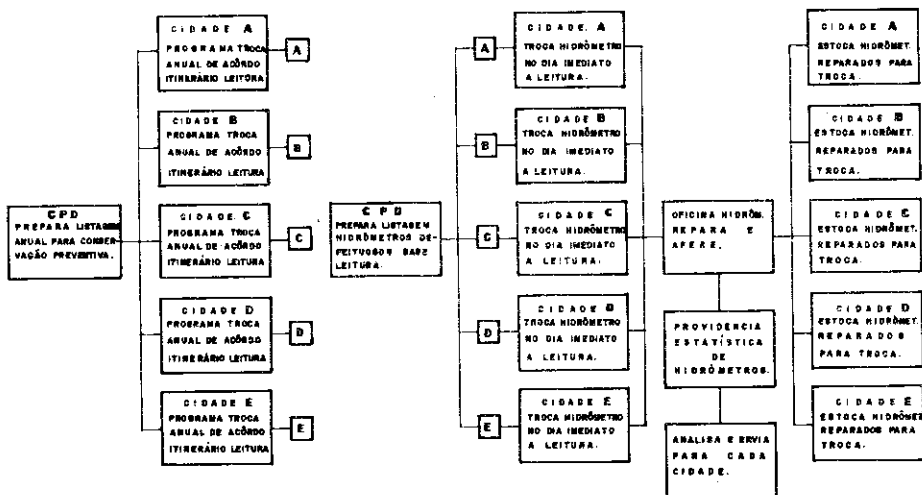 CIDADE A
PROGRAMA TROCA
ANUAL DE ACÔRDO
ITINERÁRIO LEITURA
A
CIDADE B
PROGRAMA TROCA
ANUAL DE ACÔRDO
ITINERÁRIO LEITURA
B
CPD
PREPARA LISTAGEM
ANUAL PARA CONSER-
VAÇÃO PREVENTIVA.
CIDADE C
PROGRAMA TROCA
ANUAL DE ACÔRDO
ITINERÁRIO LEITURA
C
CIDADE D
PROGRAMA TROCA
ANUAL DE ACÔRDO
ITINERÁRIO LEITURA
D
CIDADE E
PROGRAMA TROCA
ANUAL DE ACÔRDO
ITINERÁRIO LEITURA
E
CPD
PREPARA LISTAGEM
HIDRÔMETROS DE-
FEITUOSOS BASE
LEITURA.
A
CIDADE A
TROCA HIDRÔMETRO
NO DIA IMEDIATO
A LEITURA.
B
CIDADE B
TROCA HIDRÔMETRO
NO DIA IMEDIATO
A LEITURA.
C
CIDADE C
TROCA HIDRÔMETRO
NO DIA IMEDIATO
A LEITURA.
D
CIDADE D
TROCA HIDRÔMETRO
NO DIA IMEDIATO
A LEITURA.
E
CIDADE E
TROCA HIDRÔMETRO
NO DIA IMEDIATO
A LEITURA.
OFICINA HIDRÔM.
REPARA E
AFERE.
PROVIDENCIA
ESTATÍSTICA
DE
HIDRÔMETROS.
ANALISA E ENVIA
PARA CADA
CIDADE.
CIDADE A
ESTOCA HIDRÔMET.
REPARADOS PARA
TROCA.
CIDADE B
ESTOCA HIDRÔMET.
REPARADOS PARA
TROCA.
CIDADE C
ESTOCA HIDRÔMET.
REPARADOS PARA
TROCA.
CIDADE D
ESTOCA HIDRÔMET.
REPARADOS
PARA TROCA.
CIDADE E
ESTOCA HIDRÔMET
REPARADOS PARA
TROCA.